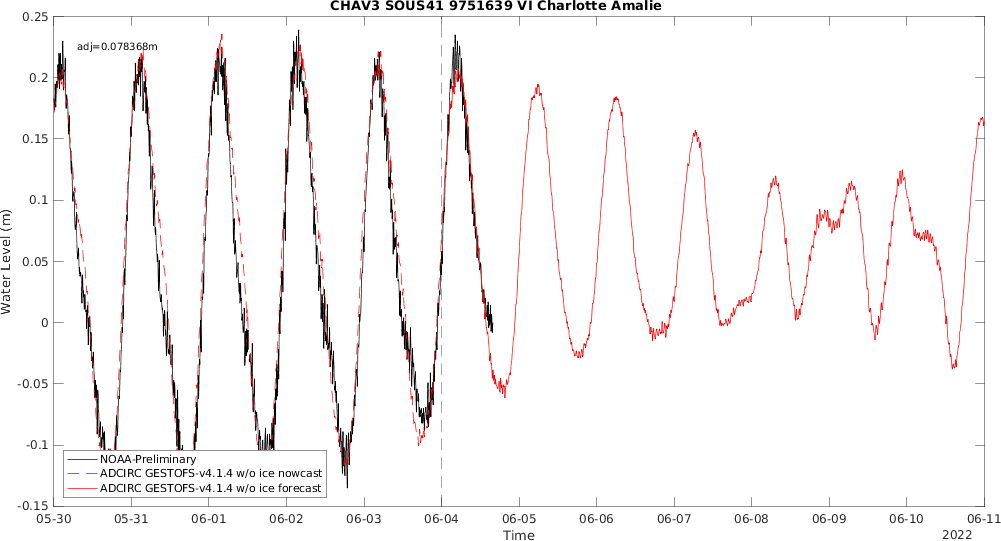 CHAV3 SOUS41 9751639 VI Charlotte Amalie
adj=0.078368m
Water Level (m)
0.25
0.2
0.15
0.1
0.05
0
-0.05
-0.1
-0.15
NOAA-Preliminary
ADCIRC GESTOFS-v4.1.4 w/o ice nowcast
ADCIRC GESTOFS-v4.1.4 w/o ice forecast
05-30 05-31 06-01 06-02 06-03 06-04 06-05 06-06 06-07 06-08 06-09 06-10 06-11
Time
2022